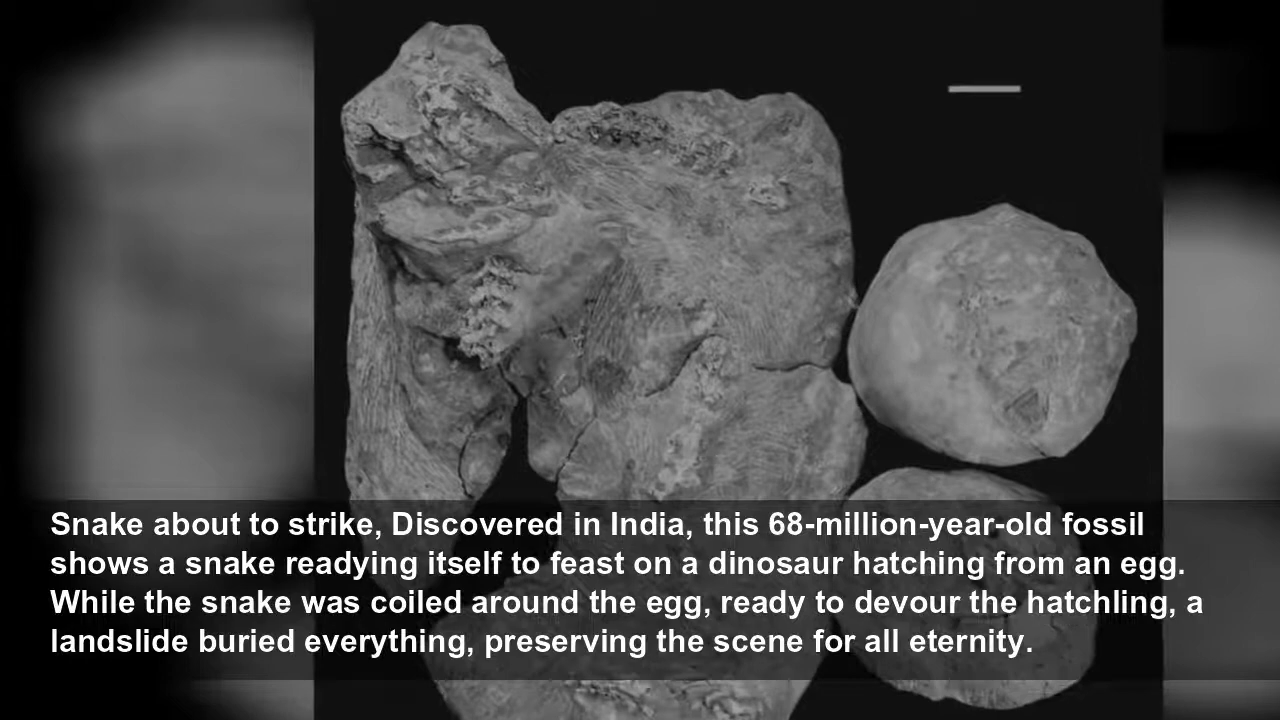 Snake about to strike, Discovered in India, this 68-million-year-old fossil
shows a snake readying itself to feast on a dinosaur hatching from an egg.
While the snake was coiled around the egg, ready to devour the hatchling, a
landslide buried everything, preserving the scene for all eternity.